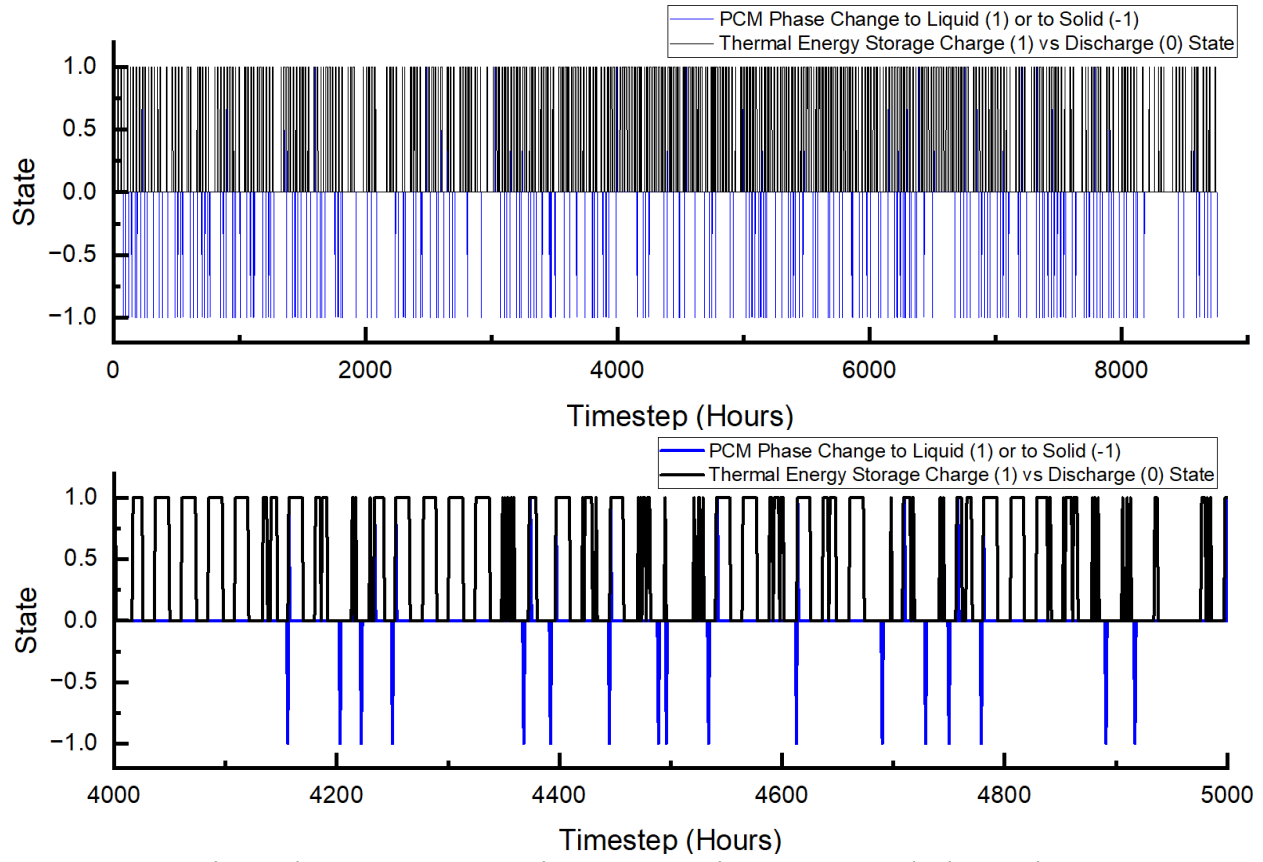 PCM Phase Change to Liquid (1) or to Solid (-1)
Thermal Energy Storage Charge (1) vs Discharge (0) State
1.0
0.5
0.0
−0.5
−1.0
State
0 2000 4000 6000 8000
Timestep (Hours)
PCM Phase Change to Liquid (1) or to Solid (-1)
Thermal Energy Storage Charge (1) vs Discharge (0) State
1.0
0.5
0.0
−0.5
−1.0
State
4000 4200 4400 4600 4800 5000
Timestep (Hours)